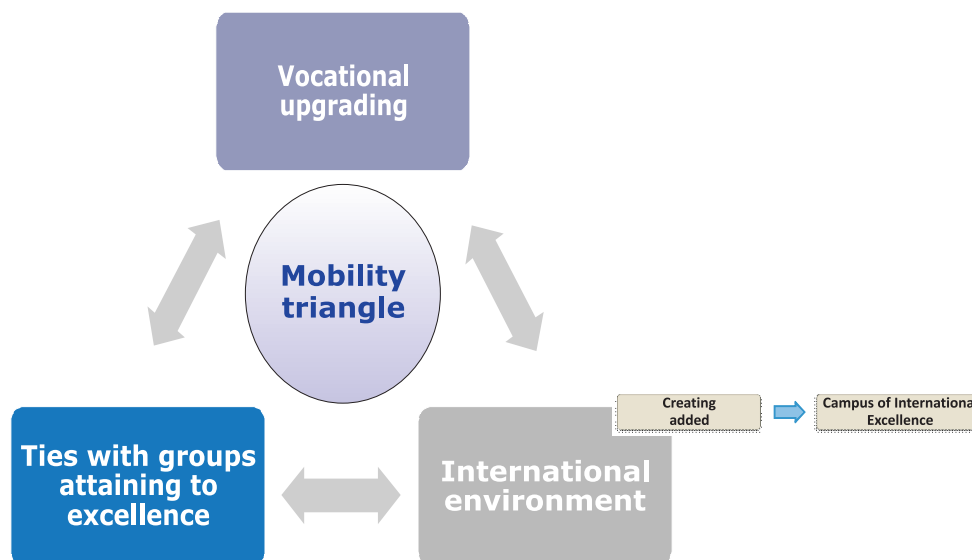 Vocational
upgrading
Mobility
triangle
Creating
added
Campus of Internationa
Excellence
Ties with groups
attaining to
excellence
International
environment